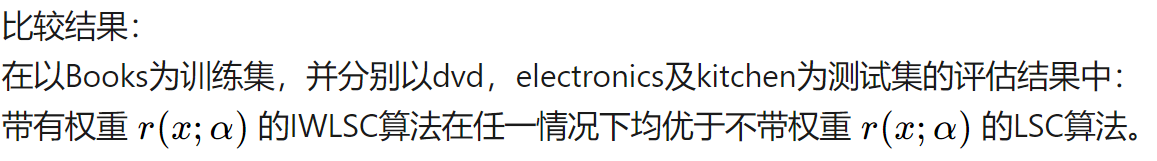 比较结果：
在以Books为训练集，并分别以dvd，electronics及kitchen为测试集的评估结果中：
带有权重 r(x;α) 的IWLSC算法在任一情况下均优于不带权重 r(x;α) 的LSC算法。